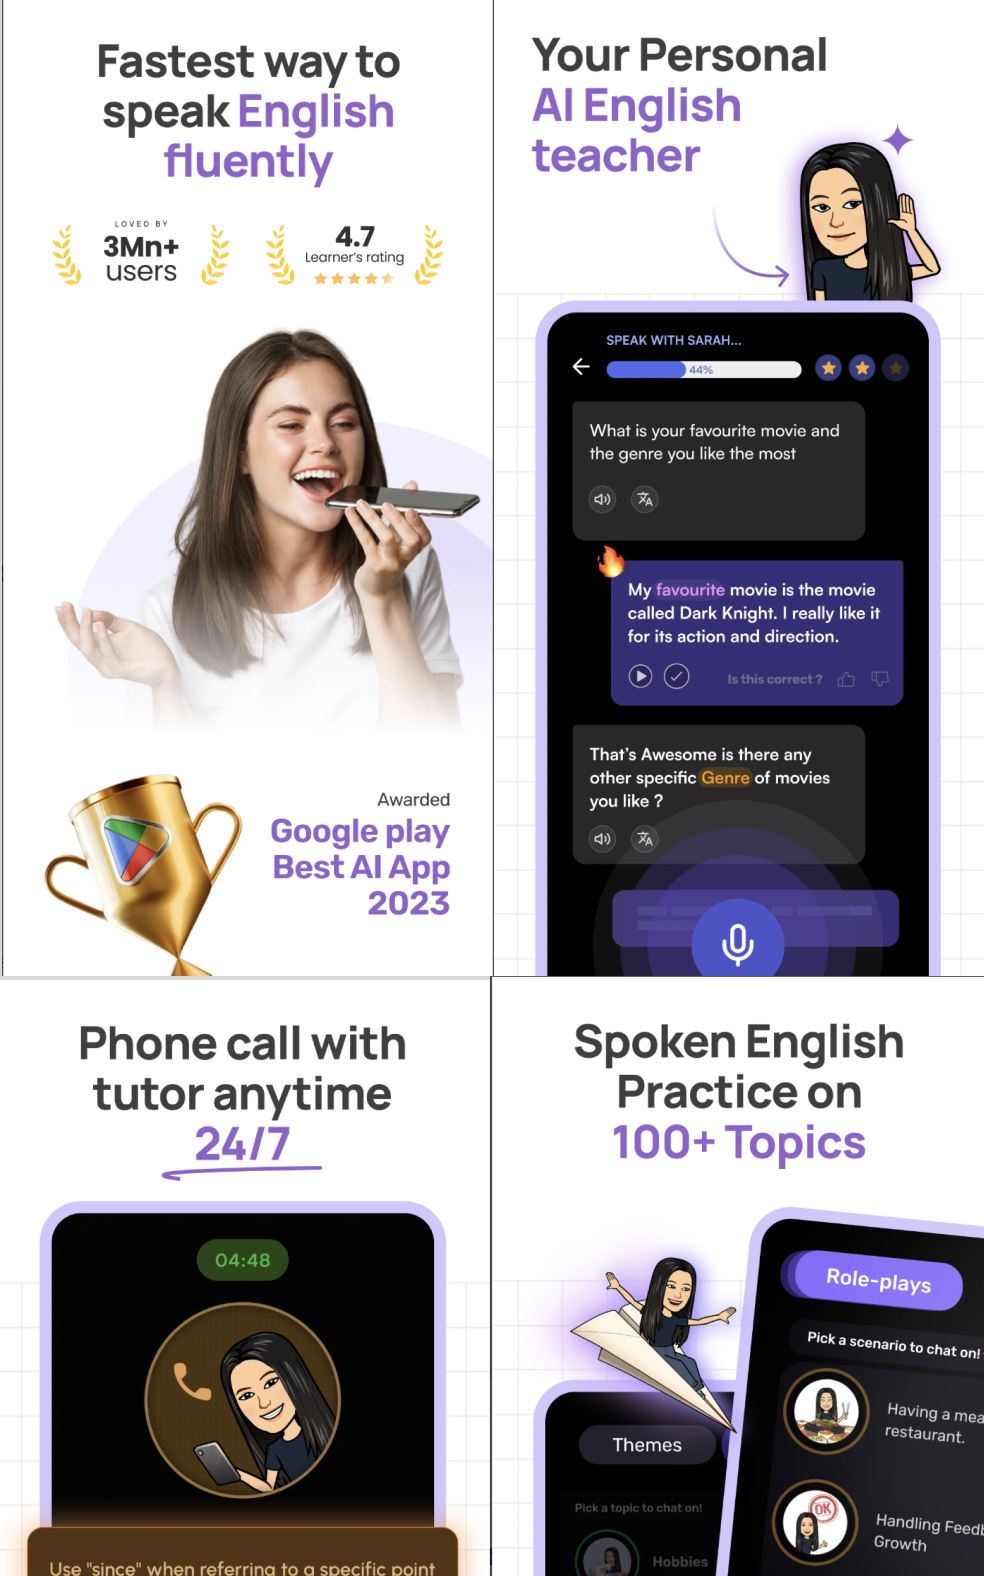 Fastest way to
speak English
fluently
LOVED BY
3Mn+
users
4.7
Learner's rating
Awarded
Google play
Best AI App
2023
Your Personal
AI English
teacher
SPEAK WITH SARAH...
44%
What is your favourite movie and
the genre you like the most
My favourite movie is the movie
called Dark Knight. I really like it
for its action and direction.
Is this correct ?
That's Awesome is there any
other specific Genre of movies
you like ?
Phone call with
tutor anytime
24/7
04:48
Use "since" when referring to a specific point
Spoken English
Practice on
100+ Topics
Role-plays
Pick a scenario to chat on!
Having a mea
restaurant.
OK
Handling Feedb
Growth
Themes
Pick a topic to chat on!
Hobbies